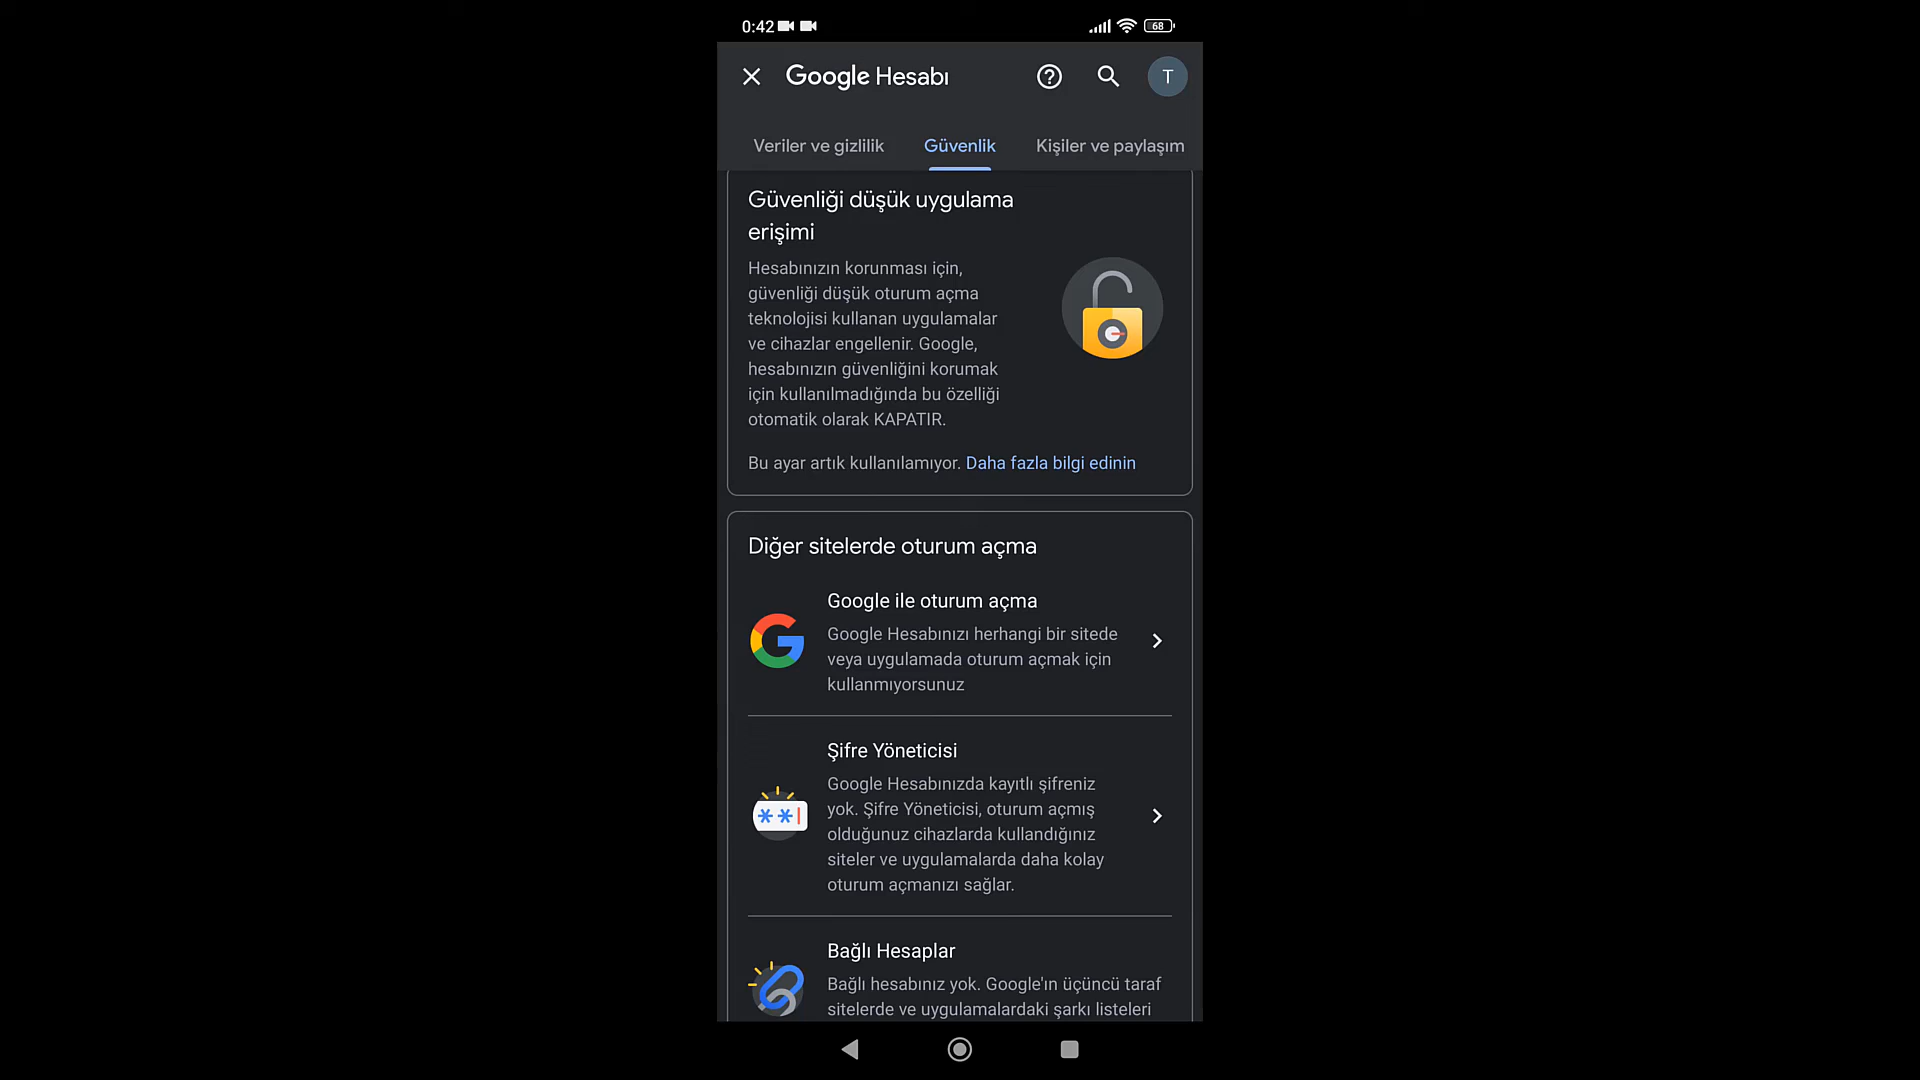 0:42
68
Google Hesabı
T
Veriler ve gizlilik
Güvenlik
Kişiler ve paylaşım
Güvenliği düşük uygulama
erişimi
Hesabınızın korunması için,
güvenliği düşük oturum açma
teknolojisi kullanan uygulamalar
ve cihazlar engellenir. Google,
hesabınızın güvenliğini korumak
için kullanılmadığında bu özelliği
otomatik olarak KAPATIR.
Bu ayar artık kullanılamıyor. Daha fazla bilgi edinin
Diğer sitelerde oturum açma
Google ile oturum açma
Google Hesabınızı herhangi bir sitede
veya uygulamada oturum açmak için
kullanmıyorsunuz
Şifre Yöneticisi
Google Hesabınızda kayıtlı şifreniz
yok. Şifre Yöneticisi, oturum açmış
olduğunuz cihazlarda kullandığınız
siteler ve uygulamalarda daha kolay
oturum açmanızı sağlar.
Bağlı Hesaplar
Bağlı hesabınız yok. Google'ın üçüncü taraf
sitelerde ve uygulamalardaki şarkı listeleri